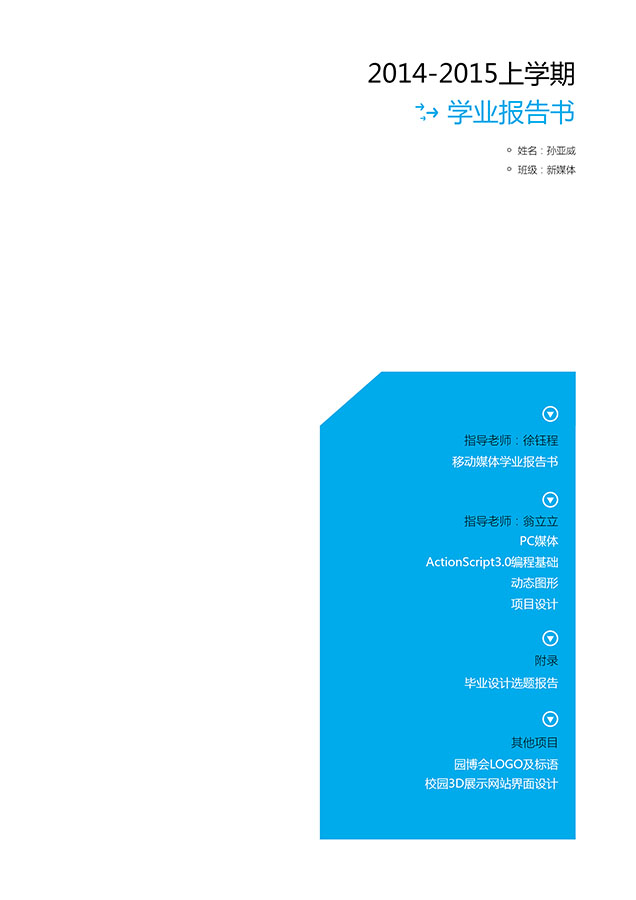 2014-2015上学期
学业报告书
姓名：孙亚威
班级：新媒体
指导老师：徐钰程
移动媒体学业报告书
指导老师：翁立立
PC媒体
ActionScript3.0编程基础
动态图形
项目设计
附录
毕业设计选题报告
其他项目
园博会LOGO及标语
校园3D展示网站界面设计